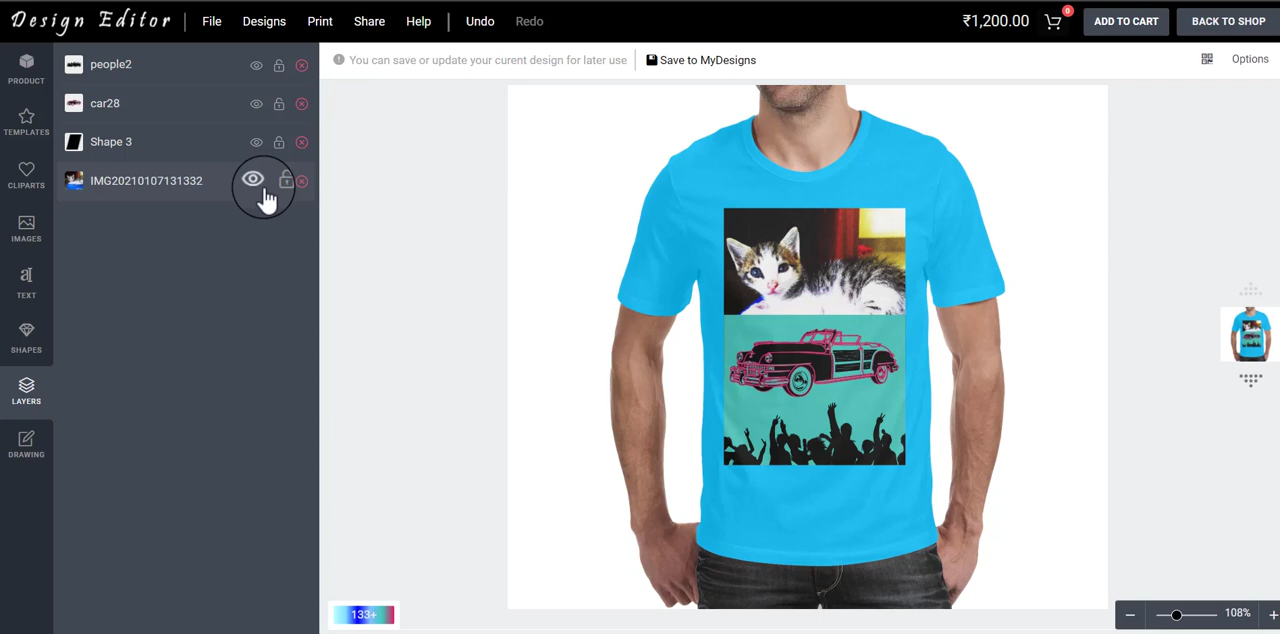 Design Editor File Designs Print Share Help Undo Redo ₹1,200.00 0 ADD TO CART BACK TO SHOP
You can save or update your curent design for later use Save to MyDesigns Options
PRODUCT
TEMPLATES
CLIPARTS
IMAGES
TEXT
SHAPES
LAYERS
DRAWING
people2
car28
Shape 3
IMG20210107131332
133+
108%